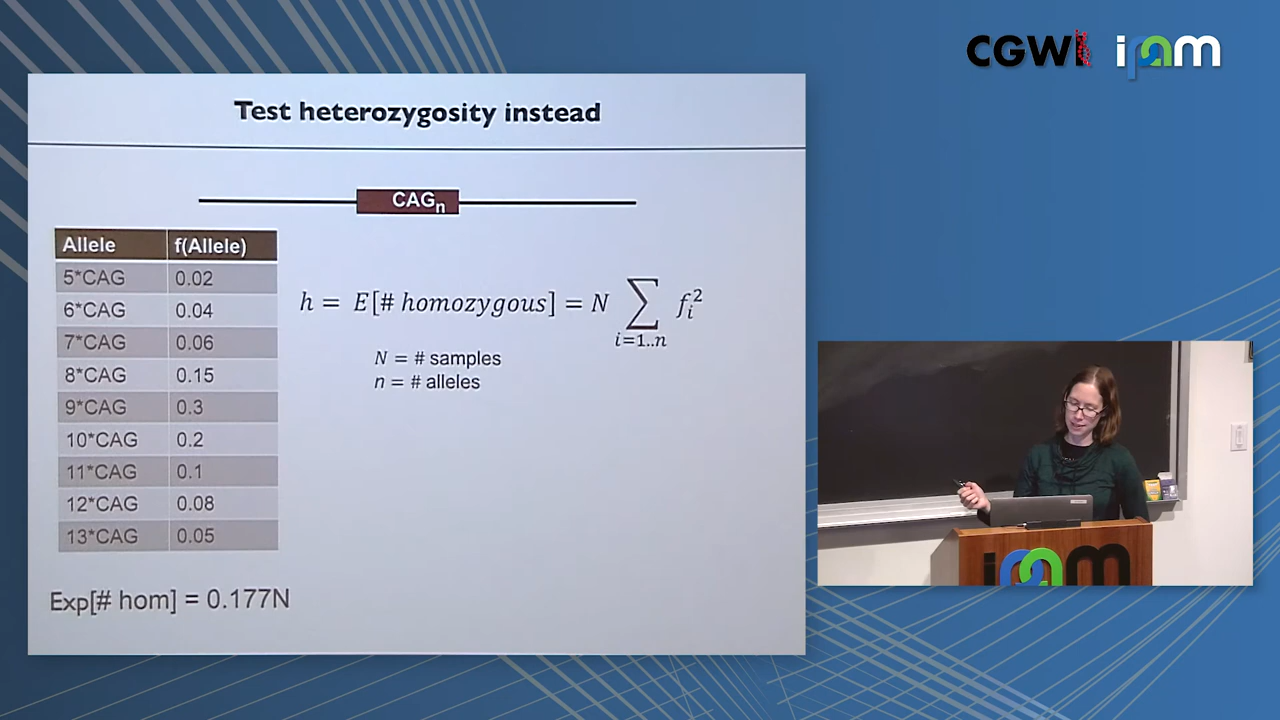 CGWI ipam
Test heterozygosity instead
CAGn
Allele f(Allele)
5*CAG 0.02
6*CAG 0.04
7*CAG 0.06
8*CAG 0.15
9*CAG 0.3
10*CAG 0.2
11*CAG 0.1
12*CAG 0.08
13*CAG 0.05
h = E[# homozygous] = N ∑ i=1..n f_i^2
N = # samples
n = # alleles
Exp[# hom] = 0.177N
ipam